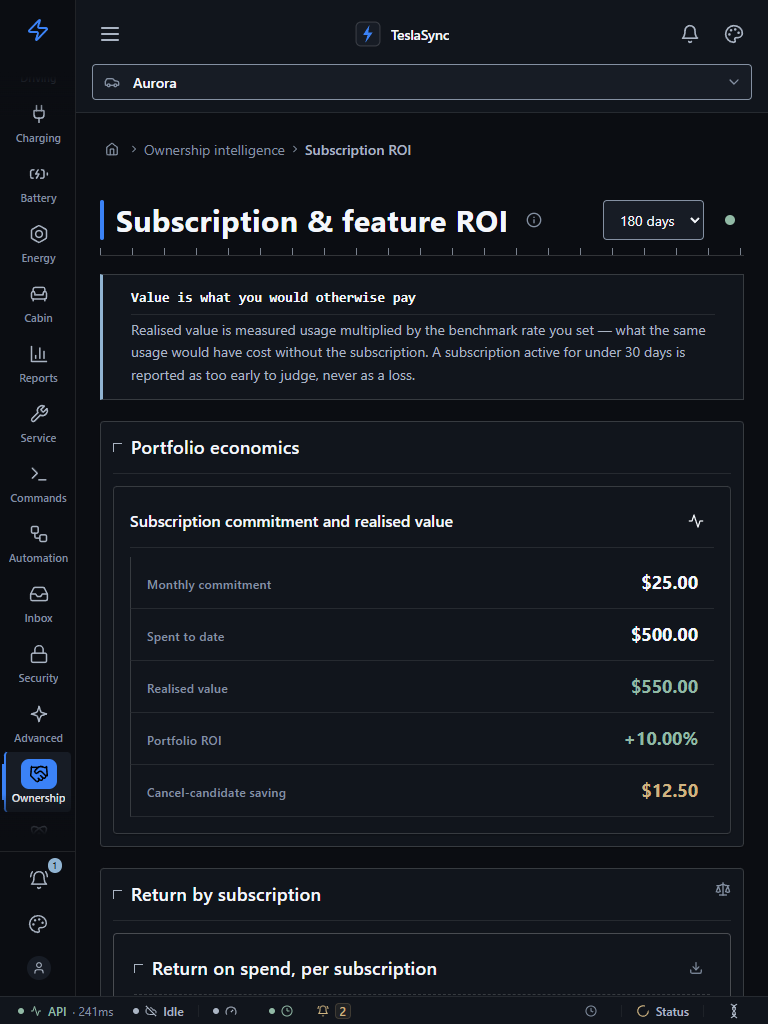 TeslaSync
Aurora
Ownership intelligence
Subscription ROI
Subscription & feature ROI
180 days
Value is what you would otherwise pay
Realised value is measured usage multiplied by the benchmark rate you set — what the same
usage would have cost without the subscription. A subscription active for under 30 days is
reported as too early to judge, never as a loss.
Portfolio economics
Subscription commitment and realised value
Monthly commitment $25.00
Spent to date $500.00
Realised value $550.00
Portfolio ROI +10.00%
Cancel-candidate saving $12.50
Return by subscription
Return on spend, per subscription
Charging
Battery
Energy
Cabin
Reports
Service
Commands
Automation
Inbox
Security
Advanced
Ownership
1
API · 241ms
Idle
2
Status